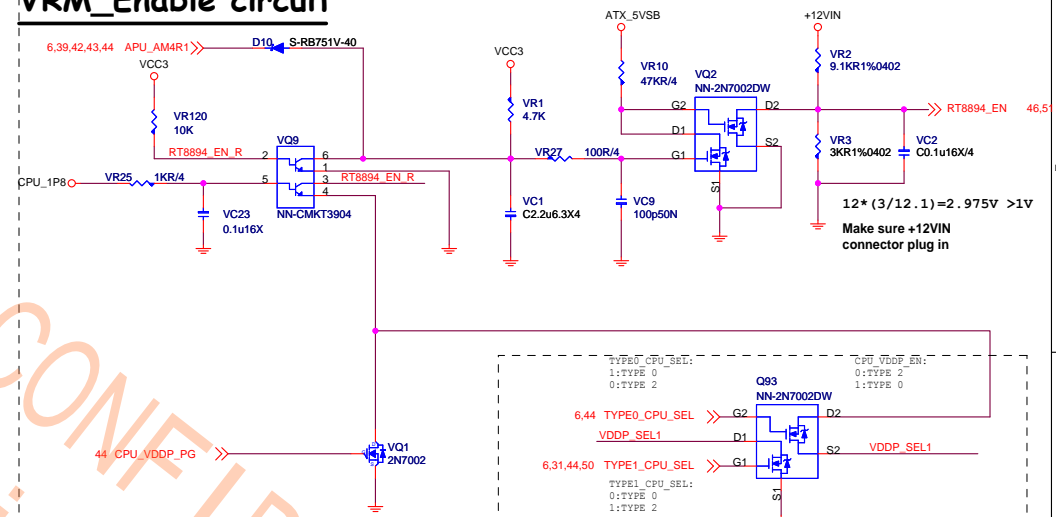 VRM_Enable circuit
ATX_5VSB
+12VIN
6,39,42,43,44 APU_AM4R1
D10 S-RB751V-40
VCC3
VCC3
VR10
47KR/4
VQ2
NN-2N7002DW
VR2
9.1KR1%0402
VR120
10K
VR1
4.7K
G2
D2
RT8894_EN 46,51
D1
S2
G1
S1
VQ9
RT8894_EN_R
2
6
1
VR27 100R/4
VR3
3KR1%0402
VC2
C0.1u16X/4
CPU_1P8
VR25 1KR/4
5
3
4
RT8894_EN_R
NN-CMKT3904
VC23
0.1u16X
VC1
C2.2u6.3X4
VC9
100p50N
12*(3/12.1)=2.975V >1V
Make sure +12VIN
connector plug in
TYPE0_CPU_SEL:
1:TYPE 0
0:TYPE 2
CPU_VDDP_EN:
0:TYPE 2
1:TYPE 0
Q93
NN-2N7002DW
6,44 TYPE0_CPU_SEL
G2
D2
VDDP_SEL1
D1
S2
VDDP_SEL1
6,31,44,50 TYPE1_CPU_SEL
G1
S1
TYPE1_CPU_SEL:
0:TYPE 0
1:TYPE 2
44 CPU_VDDP_PG
VQ1
2N7002